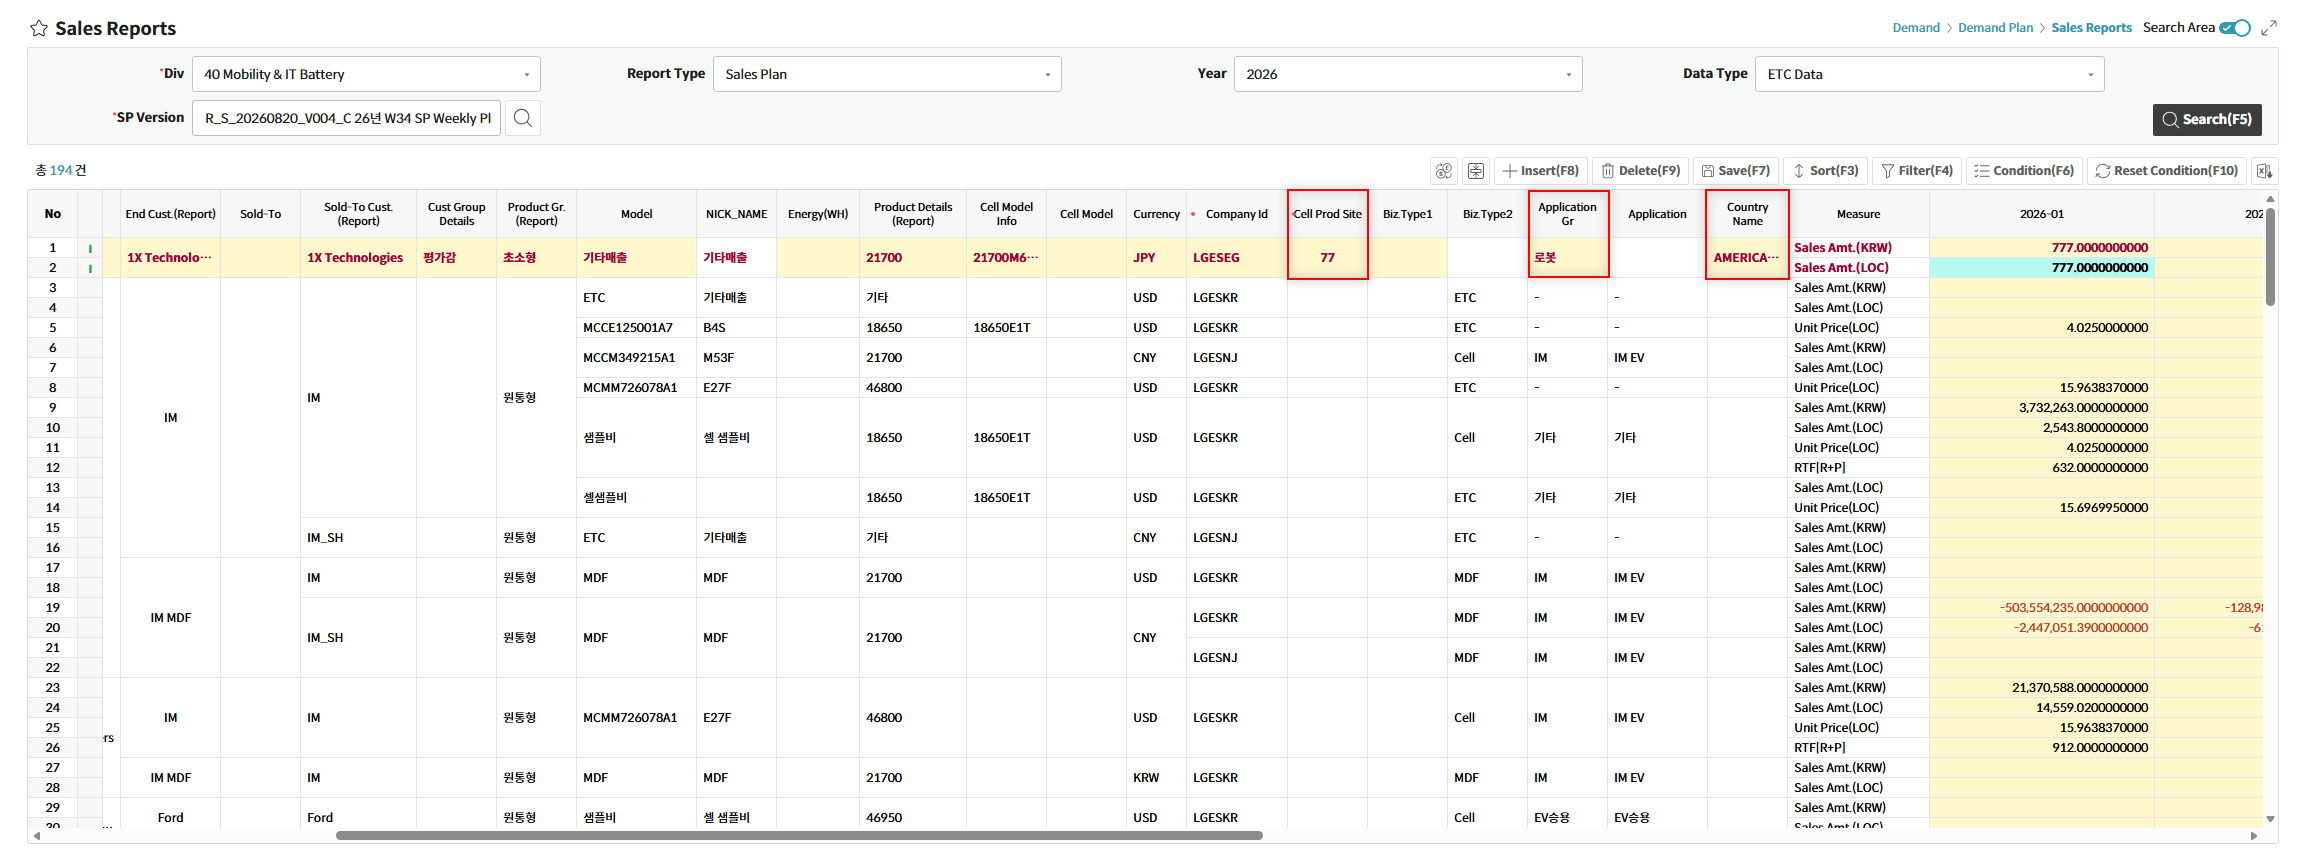 Sales Reports
Demand > Demand Plan > Sales Reports Search Area
*Div 40 Mobility & IT Battery Report Type Sales Plan Year 2026 Data Type ETC Data
*SP Version R_S_20260820_V004_C 26년 W34 SP Weekly Pl Search(F5)
총 194 건 Insert(F8) Delete(F9) Save(F7) Sort(F3) Filter(F4) Condition(F6) Reset Condition(F10)
No End Cust.(Report) Sold-To Sold-To Cust. (Report) Cust Group Details Product Gr. (Report) Model NICK_NAME Energy(WH) Product Details (Report) Cell Model Info Cell Model Currency Company Id Cell Prod Site Biz.Type1 Biz.Type2 Application Gr Application Country Name Measure 2026-01 202
1 I Sales Amt.(KRW) 777.0000000000
1X Technolo··· 1X Technologies 평가감 초소형 기타매출 기타매출 21700 21700M6··· JPY LGESEG 77 로봇 AMERICA···
2 I Sales Amt.(LOC) 777.0000000000
3 Sales Amt.(KRW)
ETC 기타매출 기타 USD LGESKR ETC - -
4 Sales Amt.(LOC)
5 MCCE125001A7 B4S 18650 18650E1T USD LGESKR ETC - - Unit Price(LOC) 4.0250000000
6 Sales Amt.(KRW)
MCCM349215A1 M53F 21700 CNY LGESNJ Cell IM IM EV
7 Sales Amt.(LOC)
8 MCMM726078A1 E27F 46800 USD LGESKR ETC - - Unit Price(LOC) 15.9638370000
IM 원통형
9 Sales Amt.(KRW) 3,732,263.0000000000
IM
10 Sales Amt.(LOC) 2,543.8000000000
샘플비 셀 샘플비 18650 18650E1T USD LGESKR Cell 기타 기타
11 Unit Price(LOC) 4.0250000000
12 RTF[R+P] 632.0000000000
13 Sales Amt.(LOC)
셀샘플비 18650 18650E1T USD LGESKR ETC 기타 기타
14 Unit Price(LOC) 15.6969950000
15 Sales Amt.(KRW)
IM_SH 원통형 ETC 기타매출 기타 CNY LGESNJ ETC - -
16 Sales Amt.(LOC)
17 Sales Amt.(KRW)
IM 원통형 MDF MDF 21700 USD LGESKR MDF IM IM EV
18 Sales Amt.(LOC)
19 Sales Amt.(KRW) -503,554,235.0000000000 -128,98
IM MDF LGESKR MDF IM IM EV
20 Sales Amt.(LOC) -2,447,051.3900000000 -6
IM_SH 원통형 MDF MDF 21700 CNY
21 Sales Amt.(KRW)
LGESNJ MDF IM IM EV
22 Sales Amt.(LOC)
23 Sales Amt.(KRW) 21,370,588.0000000000
24 Sales Amt.(LOC) 14,559.0200000000
IM IM 원통형 MCMM726078A1 E27F 46800 USD LGESKR Cell IM IM EV
25 Unit Price(LOC) 15.9638370000
rs
26 RTF[R+P] 912.0000000000
27 Sales Amt.(KRW)
IM MDF IM 원통형 MDF MDF 21700 KRW LGESKR MDF IM IM EV
28 Sales Amt.(LOC)
29 Sales Amt.(KRW)
Ford Ford 원통형 샘플비 셀 샘플비 46950 USD LGESKR Cell EV승용 EV승용
30 Sales Amt.(LOC)